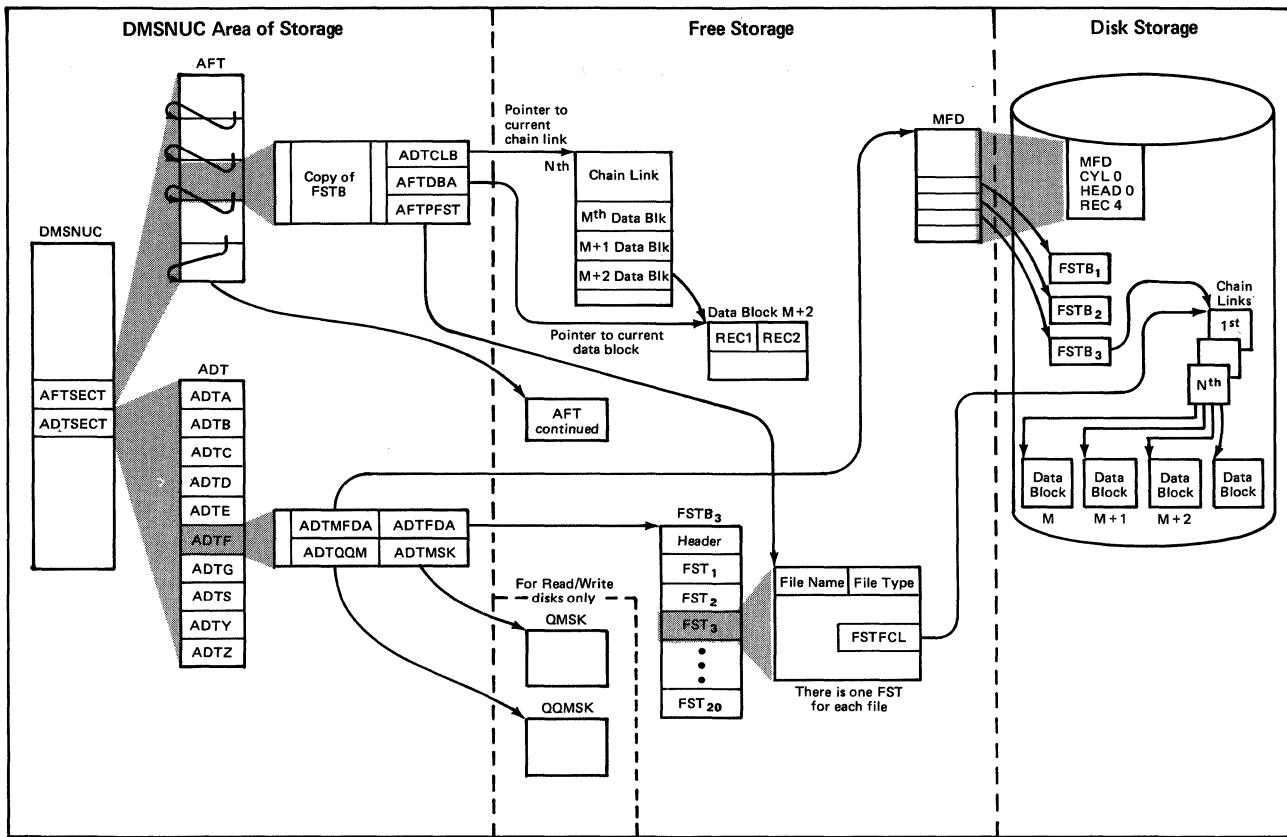 DMSNUC Area of Storage
Free Storage
Disk Storage
AFT
Copy of
FSTB
ADTCLB
AFTDBA
AFTPFST
DMSNUC
AFTSECT
ADTSECT
AFT
continued
ADT
ADTA
ADTB
ADTC
ADTD
ADTE
ADTF
ADTG
ADTS
ADTY
ADTZ
ADTMFDA
ADTFDA
ADTQQM
ADTMSK
Pointer to
current
chain link
Nth
Chain Link
Mth Data Blk
M+1 Data Blk
M+2 Data Blk
Data Block M+2
REC1
REC2
Pointer to current
data block
For Read/Write
disks only
QMSK
QQMSK
FSTB3
Header
FST1
FST2
FST3
FST20
File Name
File Type
FSTFCL
There is one FST
for each file
MFD
MFD
CYL 0
HEAD 0
REC 4
FSTB1
FSTB2
FSTB3
Chain
Links
1st
Nth
Data
Block
M
Data
Block
M+1
Data
Block
M+2
Data
Block